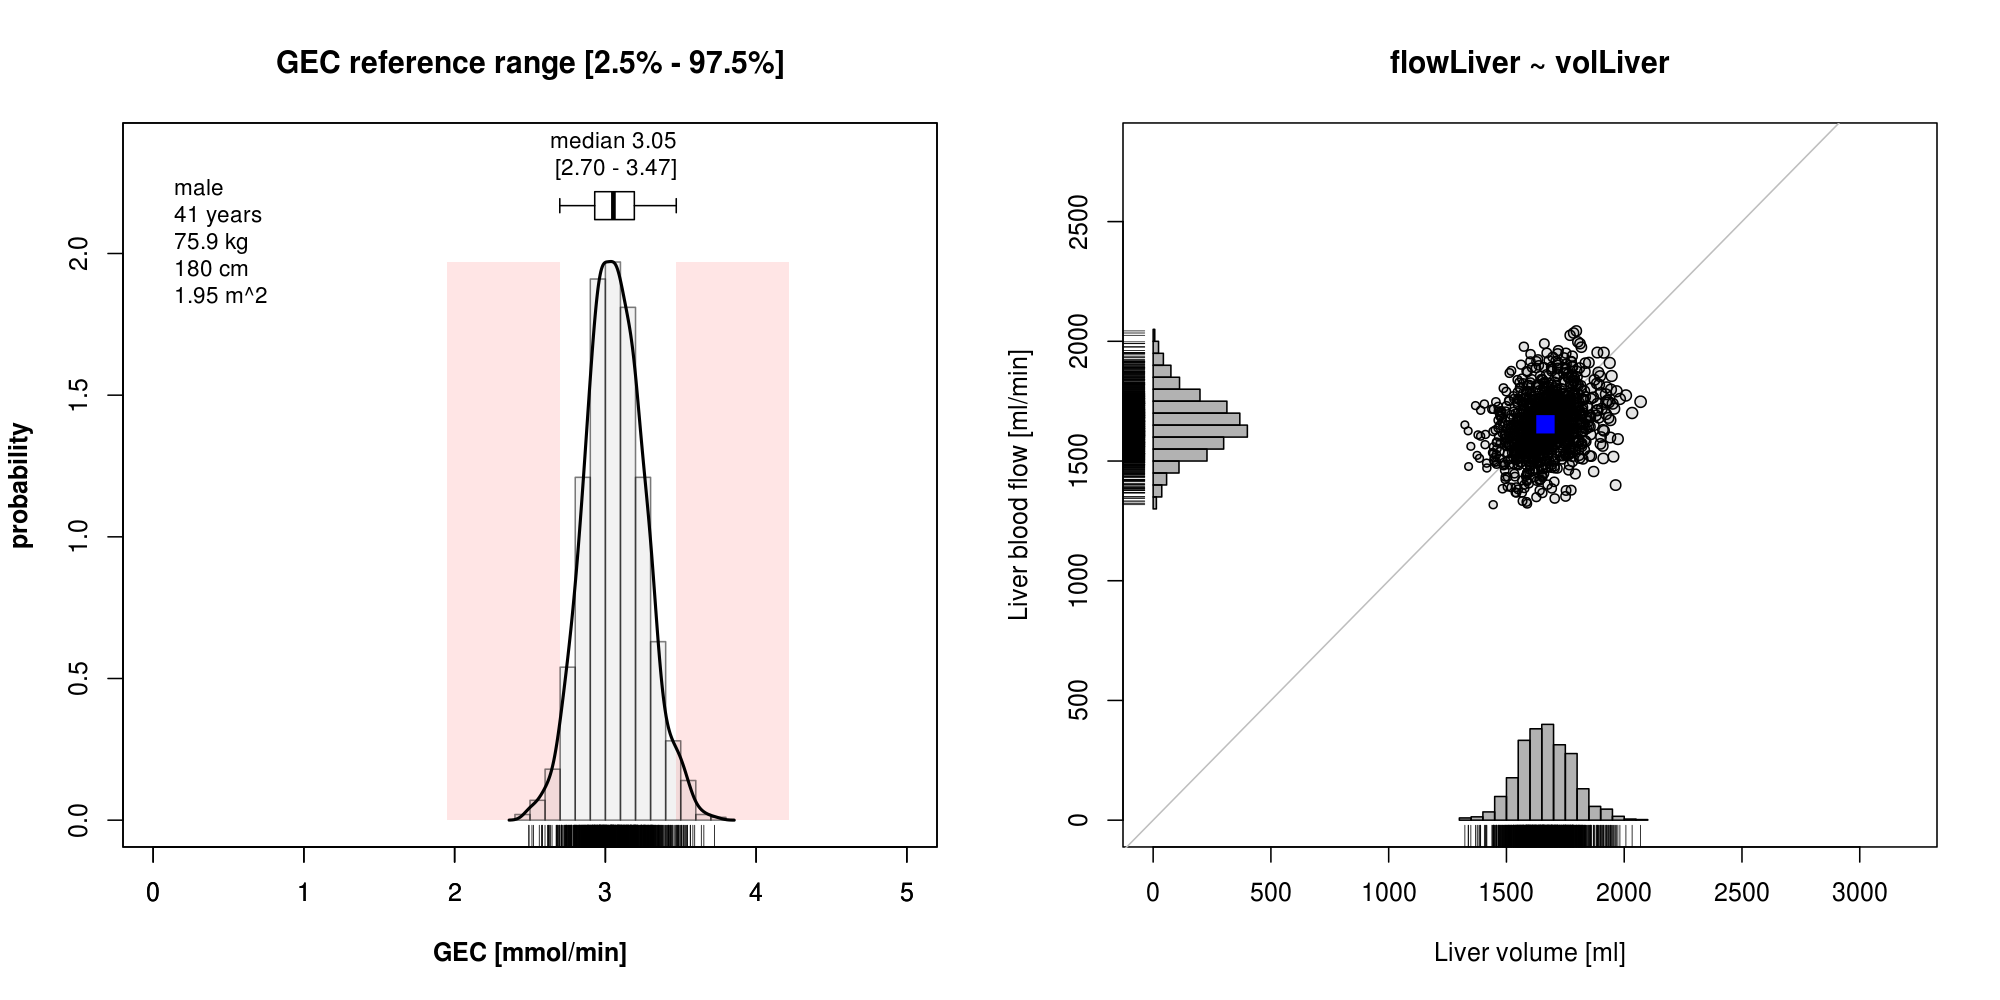 GEC reference range [2.5% - 97.5%]
median 3.05
[2.70 - 3.47]
male
41 years
75.9 kg
180 cm
1.95 m^2
probability
0.0
0.5
1.0
1.5
2.0
0 1 2 3 4 5
GEC [mmol/min]
flowLiver ~ volLiver
Liver blood flow [ml/min]
0
500
1000
1500
2000
2500
0 500 1000 1500 2000 2500 3000
Liver volume [ml]